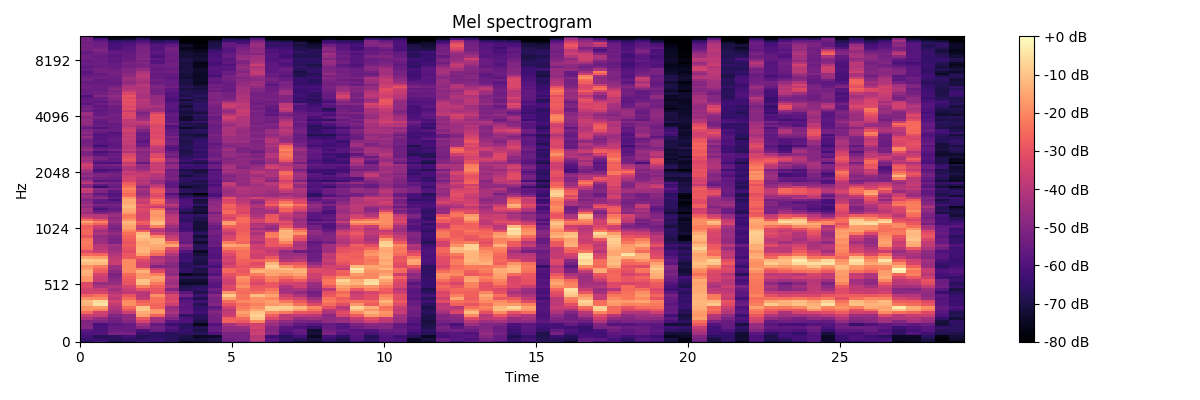 Mel spectrogram
Hz
8192
4096
2048
1024
512
0
0 5 10 15 20 25
Time
+0 dB
-10 dB
-20 dB
-30 dB
-40 dB
-50 dB
-60 dB
-70 dB
-80 dB